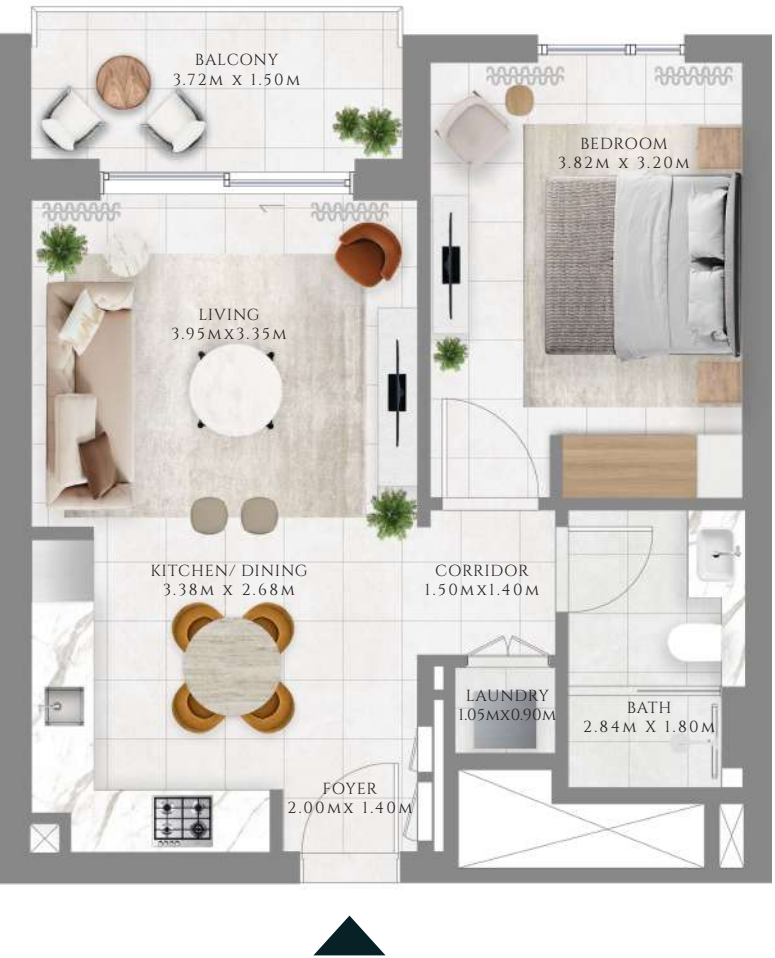 BALCONY
3.72M X 1.50M
BEDROOM
3.82M X 3.20M
LIVING
3.95MX3.35M
KITCHEN/ DINING
3.38M X 2.68M
CORRIDOR
1.50MX1.40M
LAUNDRY
1.05MX0.90M
BATH
2.84M X 1.80M
FOYER
2.00MX 1.40M